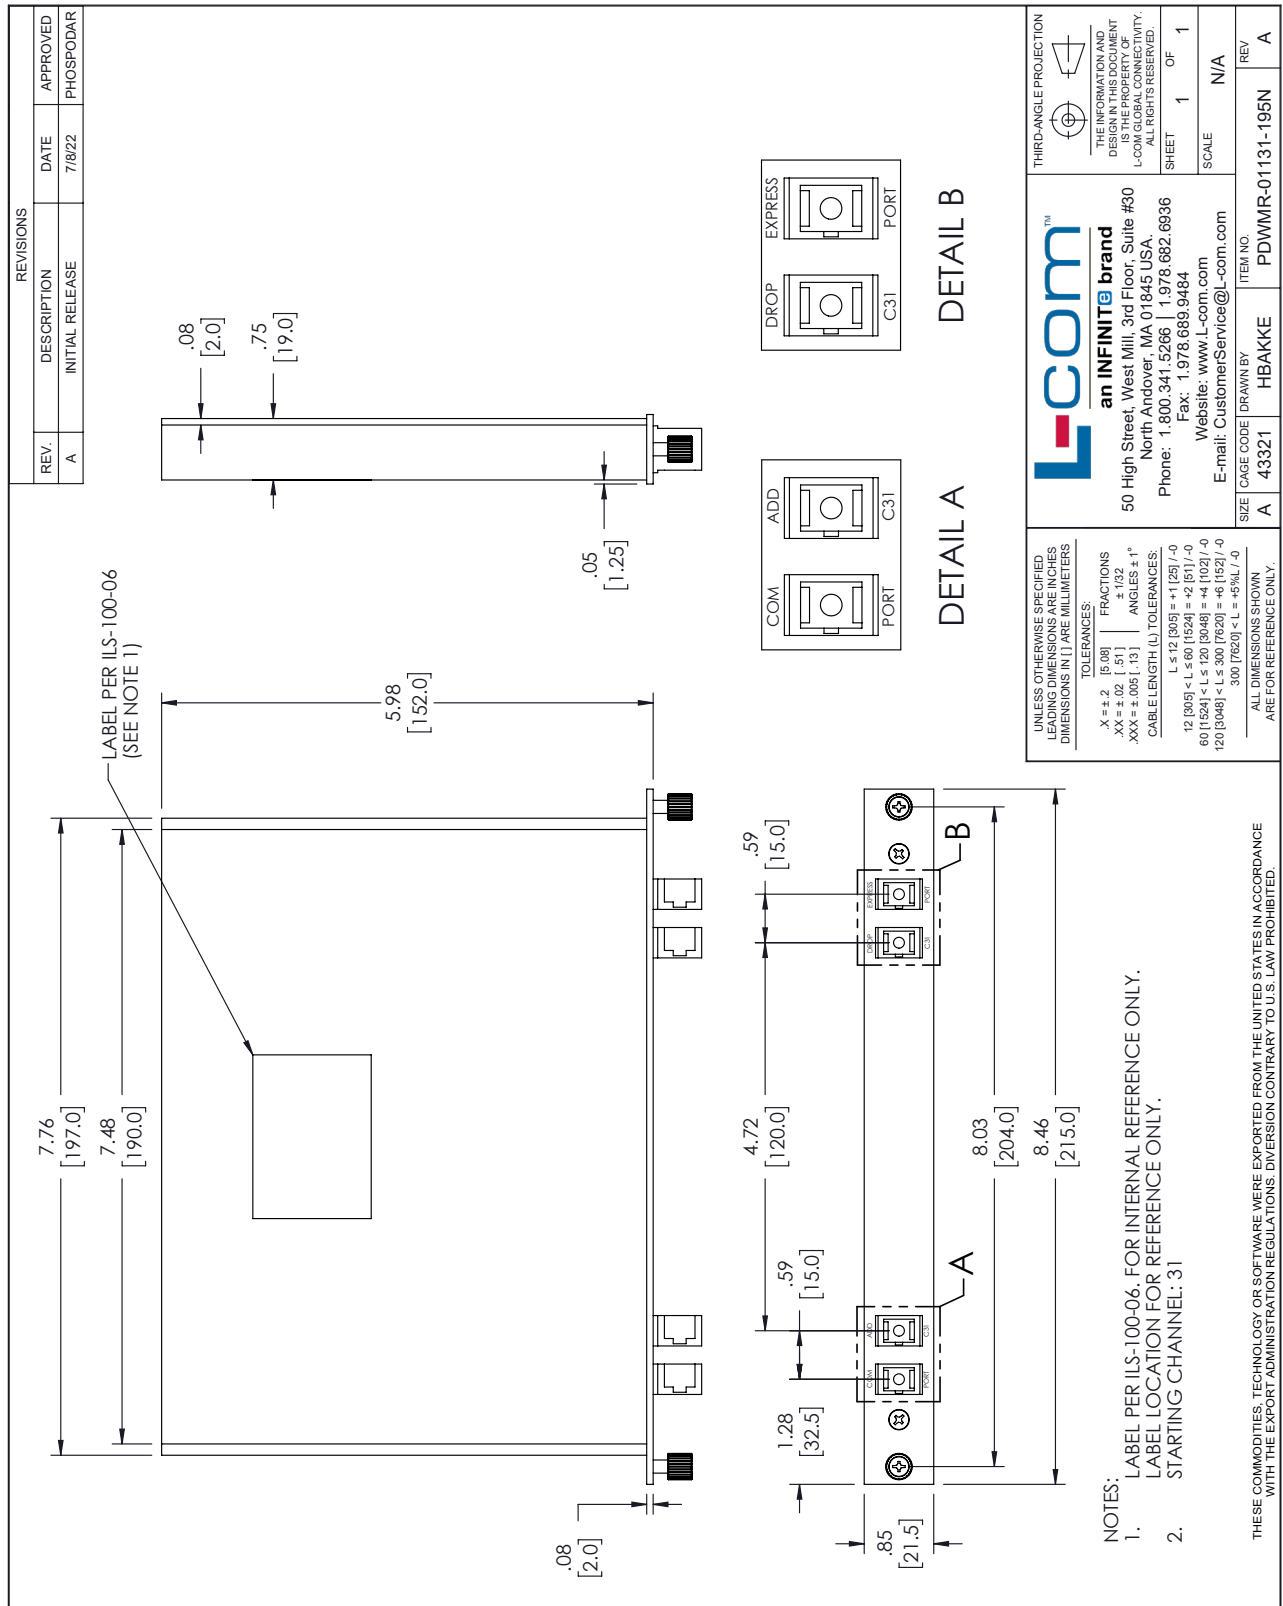 REVISIONS
REV. DESCRIPTION DATE APPROVED
A INITIAL RELEASE 7/8/22 PHOSPODAR
7.76
[197.0]
7.48
[190.0]
LABEL PER ILS-100-06
(SEE NOTE 1)
5.98
[152.0]
.08
[2.0]
.08
[2.0]
.75
[19.0]
.05
[1.25]
1.28
[32.5]
.59
[15.0]
4.72
[120.0]
.59
[15.0]
.85
[21.5]
COM ADD
PORT C31
A
DROP EXPRESS
C31 PORT
B
8.03
[204.0]
8.46
[215.0]
COM ADD
PORT C31
DETAIL A
DROP EXPRESS
C31 PORT
DETAIL B
NOTES:
1. LABEL PER ILS-100-06. FOR INTERNAL REFERENCE ONLY.
LABEL LOCATION FOR REFERENCE ONLY.
2. STARTING CHANNEL: 31
THESE COMMODITIES, TECHNOLOGY OR SOFTWARE WERE EXPORTED FROM THE UNITED STATES IN ACCORDANCE
WITH THE EXPORT ADMINISTRATION REGULATIONS. DIVERSION CONTRARY TO U.S. LAW PROHIBITED.
UNLESS OTHERWISE SPECIFIED
LEADING DIMENSIONS ARE INCHES
DIMENSIONS IN [ ] ARE MILLIMETERS
TOLERANCES:
.X = ± .2 [5.08] FRACTIONS
.XX = ± .02 [ .51] ± 1/32
.XXX = ± .005 [ .13 ] ANGLES ± 1°
CABLE LENGTH (L) TOLERANCES:
L ≤ 12 [305] = +1 [25] / -0
12 [305] < L ≤ 60 [1524] = +2 [51] / -0
60 [1524] < L ≤ 120 [3048] = +4 [102] / -0
120 [3048] < L ≤ 300 [7620] = +6 [152] / -0
300 [7620] < L = +5%L / -0
ALL DIMENSIONS SHOWN
ARE FOR REFERENCE ONLY.
L-com™
an INFINITe brand
50 High Street, West Mill, 3rd Floor, Suite #30
North Andover, MA 01845 USA.
Phone: 1.800.341.5266 | 1.978.682.6936
Fax: 1.978.689.9484
Website: www.L-com.com
E-mail: CustomerService@L-com.com
THIRD-ANGLE PROJECTION
THE INFORMATION AND
DESIGN IN THIS DOCUMENT
IS THE PROPERTY OF
L-COM GLOBAL CONNECTIVITY.
ALL RIGHTS RESERVED.
SHEET 1 OF 1
SCALE N/A
SIZE A
CAGE CODE 43321
DRAWN BY HBAKKE
ITEM NO. PDWMR-01131-195N
REV A